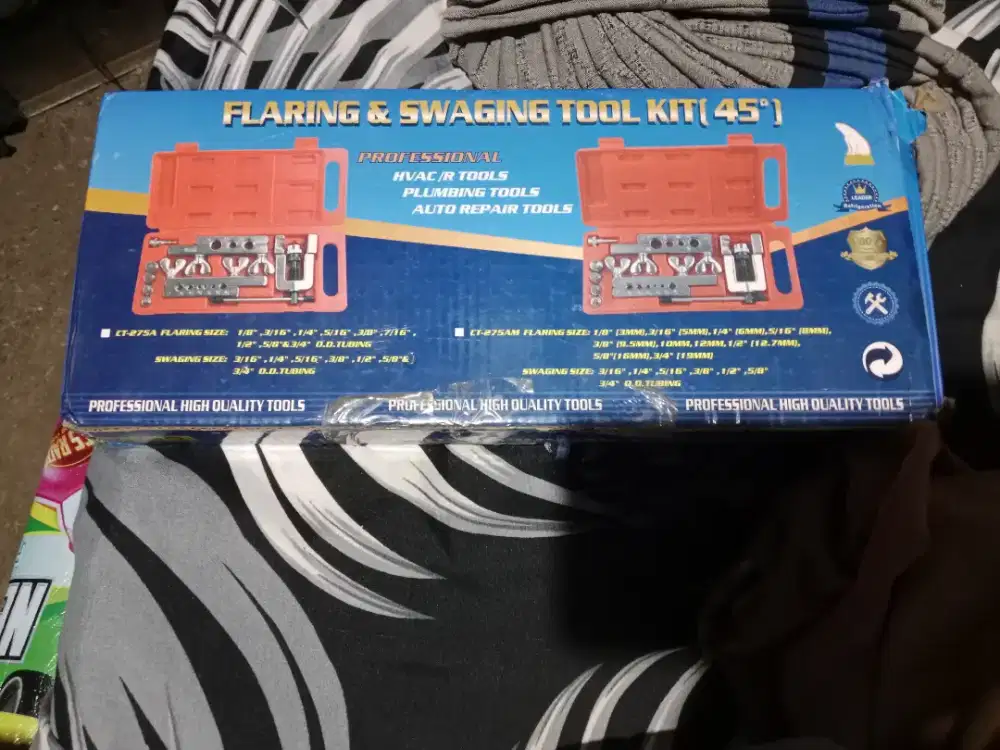 FLARING & SWAGING TOOL KIT( 45° )
PROFESSIONAL
HVAC /R TOOLS
PLUMBING TOOLS
AUTO REPAIR TOOLS
LEADER
Refrigeration
CT-275A FLARING SIZE: 1/8" ,3/16" ,1/4" ,5/16" ,3/8" ,7/16" ,
1/2" ,5/8"&3/4" O.D.TUBING
SWAGING SIZE: 3/16" ,1/4" ,5/16" ,3/8" ,1/2" ,5/8"&
3/4" O.D.TUBING
CT-275AM FLARING SIZE: 1/8" (3MM),3/16" (5MM),1/4" (6MM),5/16" (8MM),
3/8" (9.5MM), 10MM,12MM,1/2" (12.7MM),
5/8"(16MM),3/4" (19MM)
SWAGING SIZE: 3/16" ,1/4" ,5/16" ,3/8" ,1/2" ,5/8"
3/4" O.D.TUBING
PROFESSIONAL HIGH QUALITY TOOLS
PROFESSIONAL HIGH QUALITY TOOLS
PROFESSIONAL HIGH QUALITY TOOLS